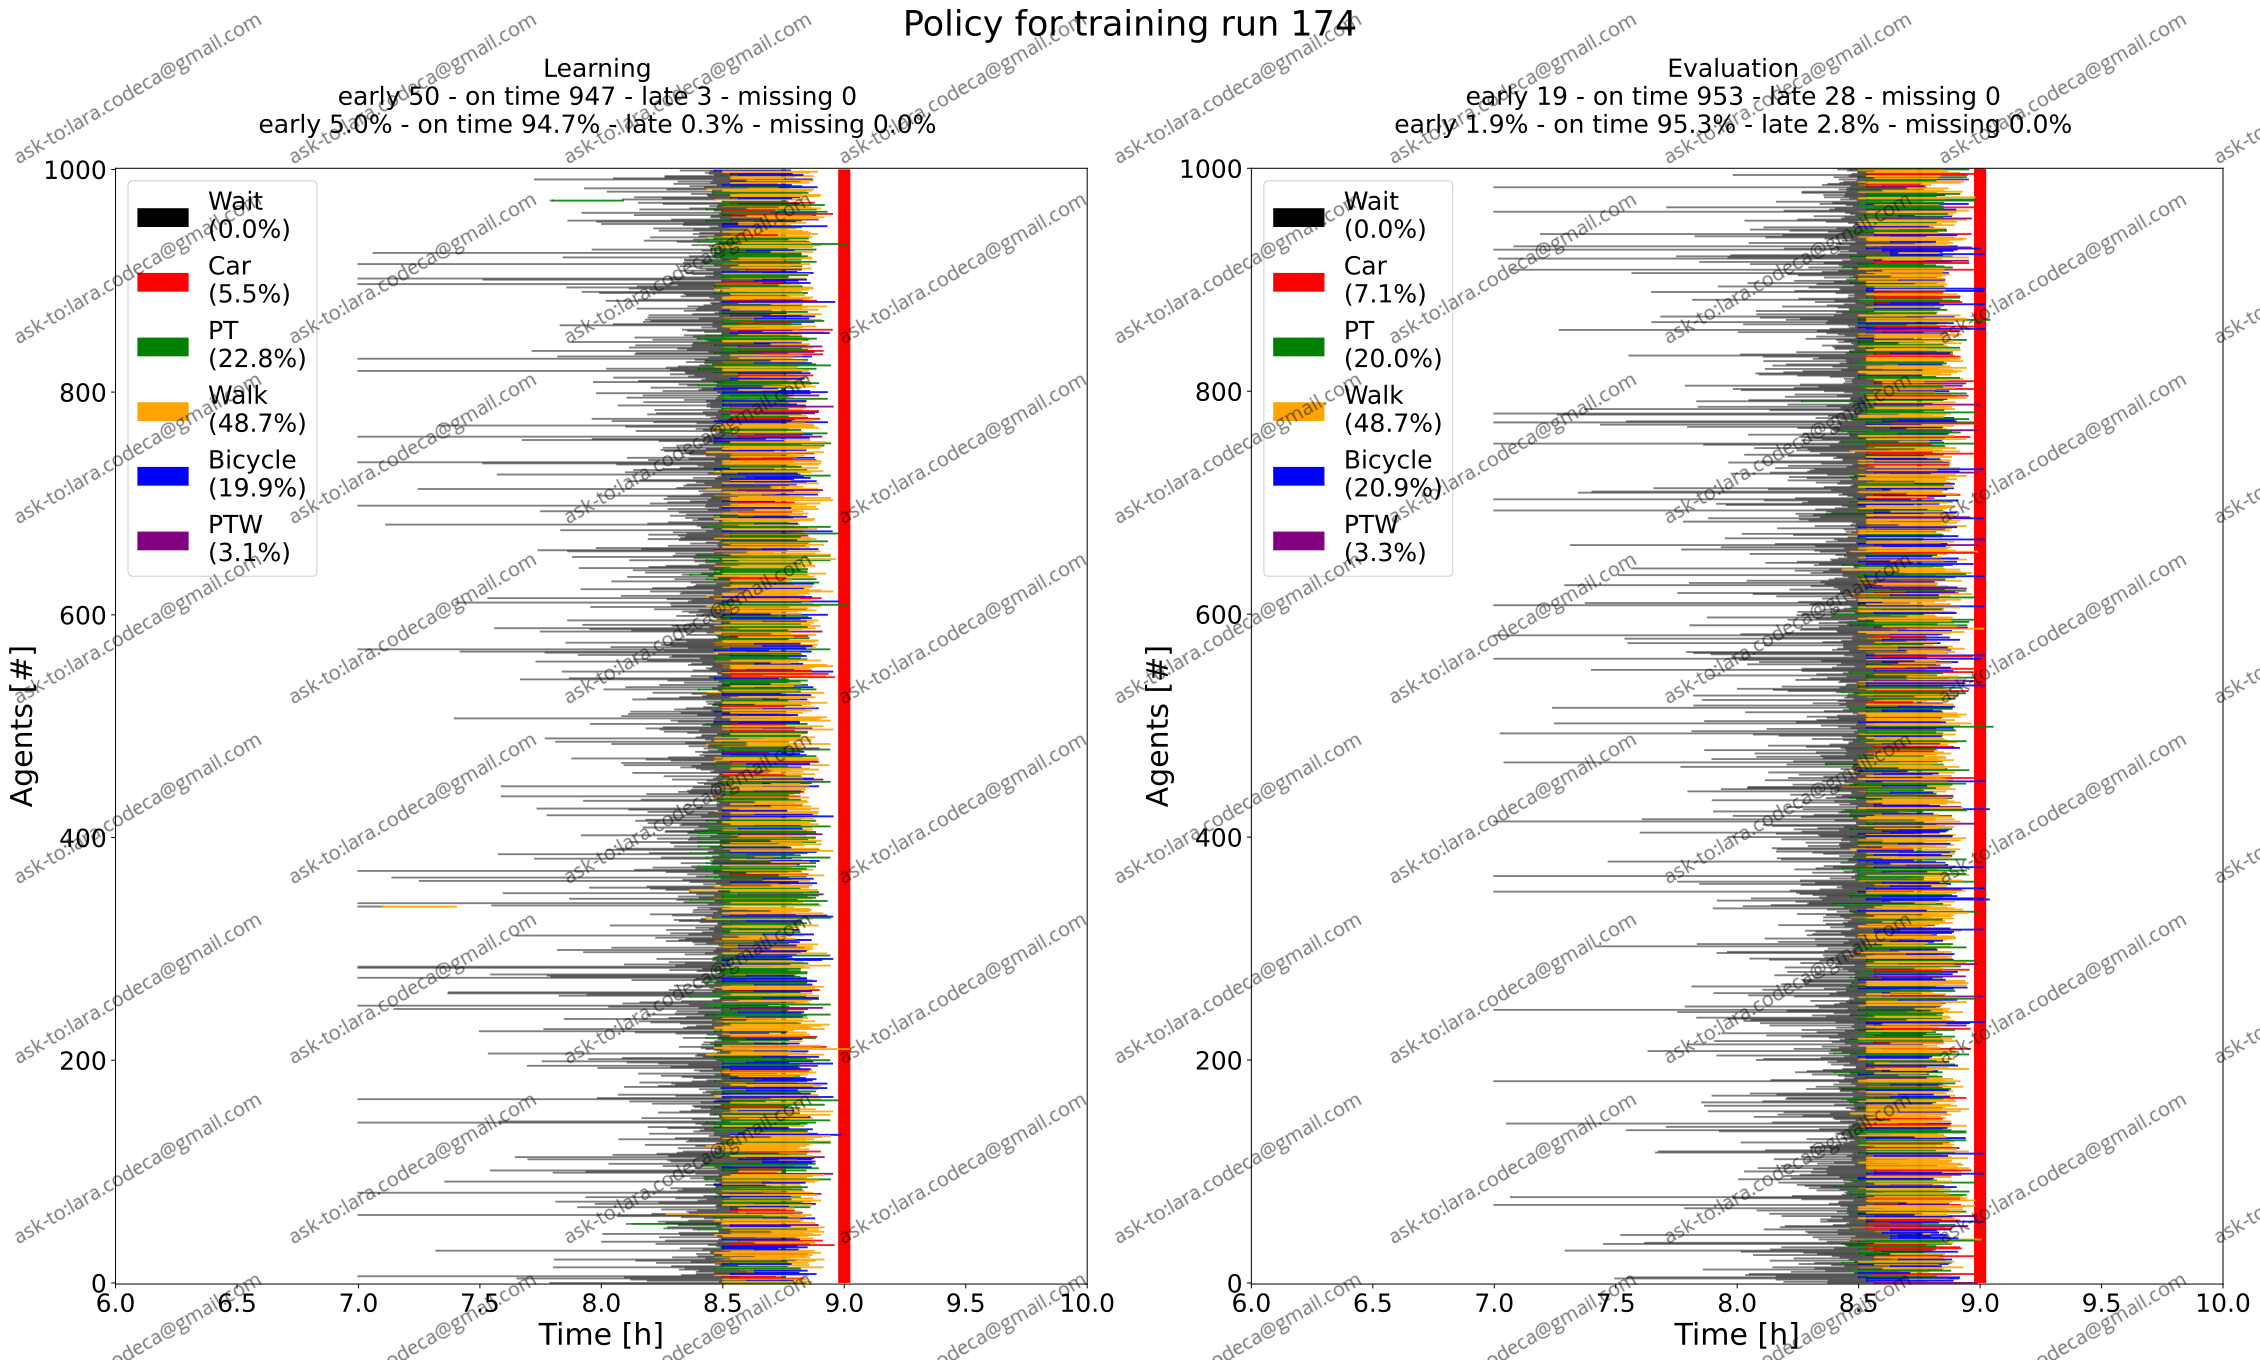 Policy for training run 174
Learning
early 50 - on time 947 - late 3 - missing 0
early 5.0% - on time 94.7% - late 0.3% - missing 0.0%
Wait
(0.0%)
Car
(5.5%)
PT
(22.8%)
Walk
(48.7%)
Bicycle
(19.9%)
PTW
(3.1%)
1000
800
600
400
200
0
Agents [#]
6.0 6.5 7.0 7.5 8.0 8.5 9.0 9.5 10.0
Time [h]
Evaluation
early 19 - on time 953 - late 28 - missing 0
early 1.9% - on time 95.3% - late 2.8% - missing 0.0%
Wait
(0.0%)
Car
(7.1%)
PT
(20.0%)
Walk
(48.7%)
Bicycle
(20.9%)
PTW
(3.3%)
1000
800
600
400
200
0
Agents [#]
6.0 6.5 7.0 7.5 8.0 8.5 9.0 9.5 10.0
Time [h]
ask-to:lara.codeca@gmail.com